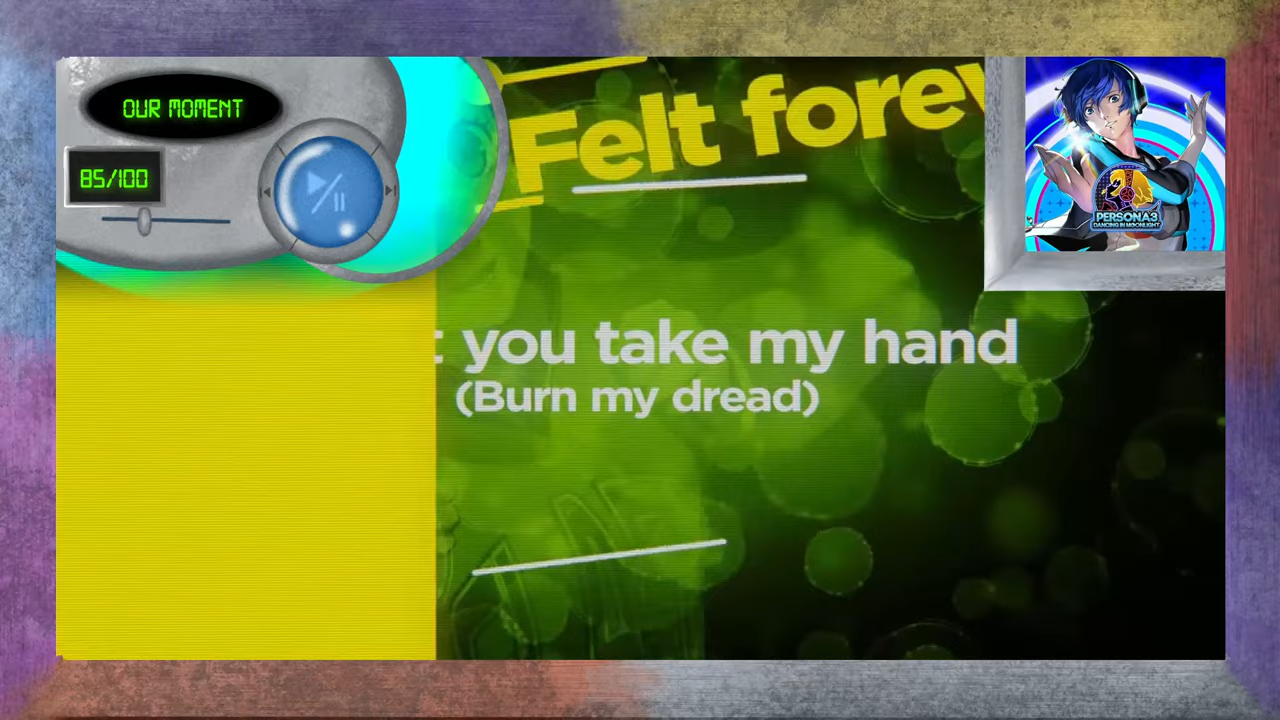 OUR MOMENT
85/100
Felt forev
PERSONA3
DANCING IN MOONLIGHT
: you take my hand
(Burn my dread)